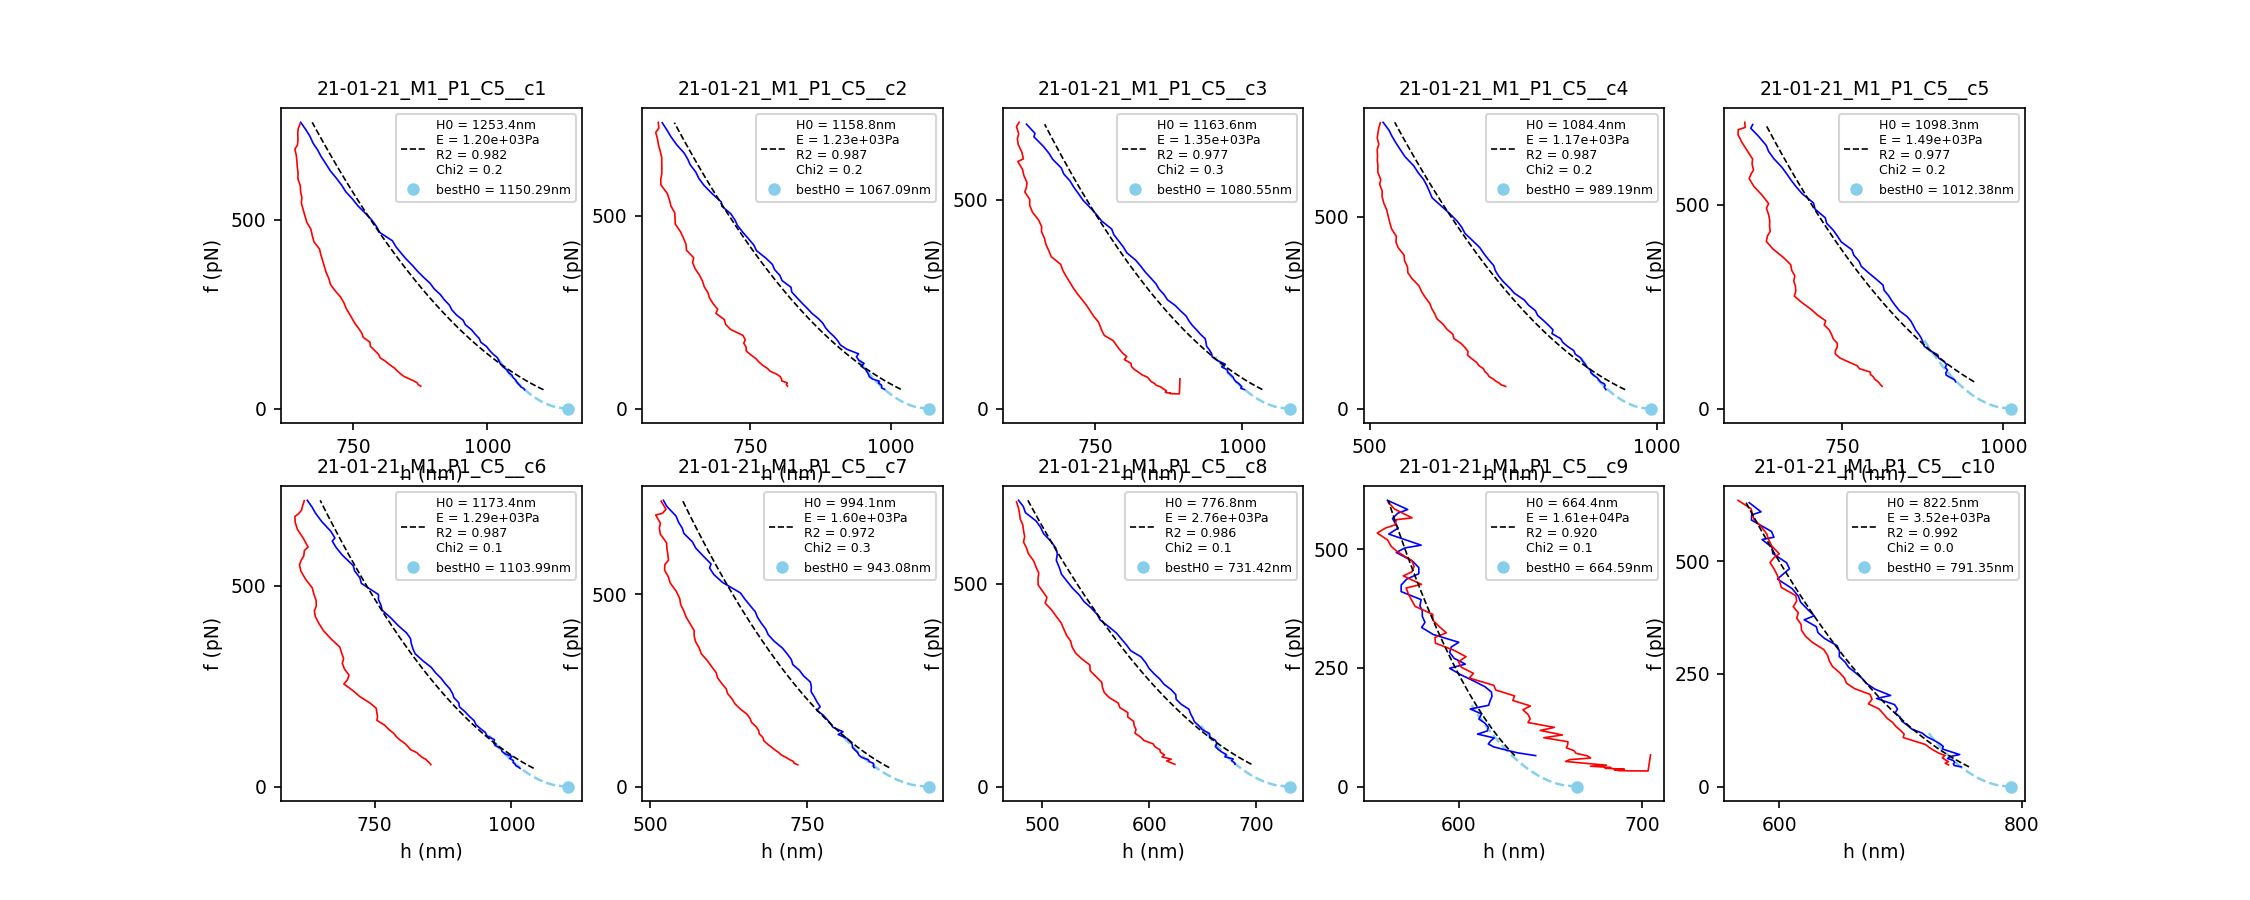 21-01-21_M1_P1_C5__c1
H0 = 1253.4nm
E = 1.20e+03Pa
R2 = 0.982
Chi2 = 0.2
bestH0 = 1150.29nm
500
0
f (pN)
750
1000
h (nm)
21-01-21_M1_P1_C5__c2
H0 = 1158.8nm
E = 1.23e+03Pa
R2 = 0.987
Chi2 = 0.2
bestH0 = 1067.09nm
500
0
f (pN)
750
1000
h (nm)
21-01-21_M1_P1_C5__c3
H0 = 1163.6nm
E = 1.35e+03Pa
R2 = 0.977
Chi2 = 0.3
bestH0 = 1080.55nm
500
0
f (pN)
750
1000
h (nm)
21-01-21_M1_P1_C5__c4
H0 = 1084.4nm
E = 1.17e+03Pa
R2 = 0.987
Chi2 = 0.2
bestH0 = 989.19nm
500
0
f (pN)
500
1000
h (nm)
21-01-21_M1_P1_C5__c5
H0 = 1098.3nm
E = 1.49e+03Pa
R2 = 0.977
Chi2 = 0.2
bestH0 = 1012.38nm
500
0
f (pN)
750
1000
h (nm)
21-01-21_M1_P1_C5__c6
H0 = 1173.4nm
E = 1.29e+03Pa
R2 = 0.987
Chi2 = 0.1
bestH0 = 1103.99nm
500
0
f (pN)
750
1000
h (nm)
21-01-21_M1_P1_C5__c7
H0 = 994.1nm
E = 1.60e+03Pa
R2 = 0.972
Chi2 = 0.3
bestH0 = 943.08nm
500
0
f (pN)
500
750
h (nm)
21-01-21_M1_P1_C5__c8
H0 = 776.8nm
E = 2.76e+03Pa
R2 = 0.986
Chi2 = 0.1
bestH0 = 731.42nm
500
0
f (pN)
500
600
700
h (nm)
21-01-21_M1_P1_C5__c9
H0 = 664.4nm
E = 1.61e+04Pa
R2 = 0.920
Chi2 = 0.1
bestH0 = 664.59nm
500
250
0
f (pN)
600
700
h (nm)
21-01-21_M1_P1_C5__c10
H0 = 822.5nm
E = 3.52e+03Pa
R2 = 0.992
Chi2 = 0.0
bestH0 = 791.35nm
500
250
0
f (pN)
600
800
h (nm)